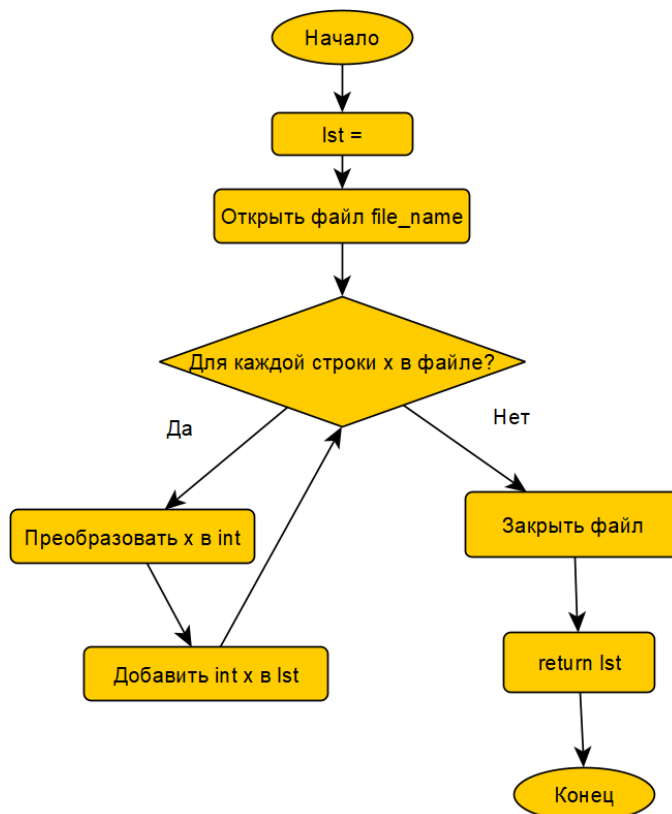 Начало
lst =
Открыть файл file_name
Для каждой строки x в файле?
Да
Нет
Преобразовать x в int
Закрыть файл
Добавить int x в lst
return lst
Конец